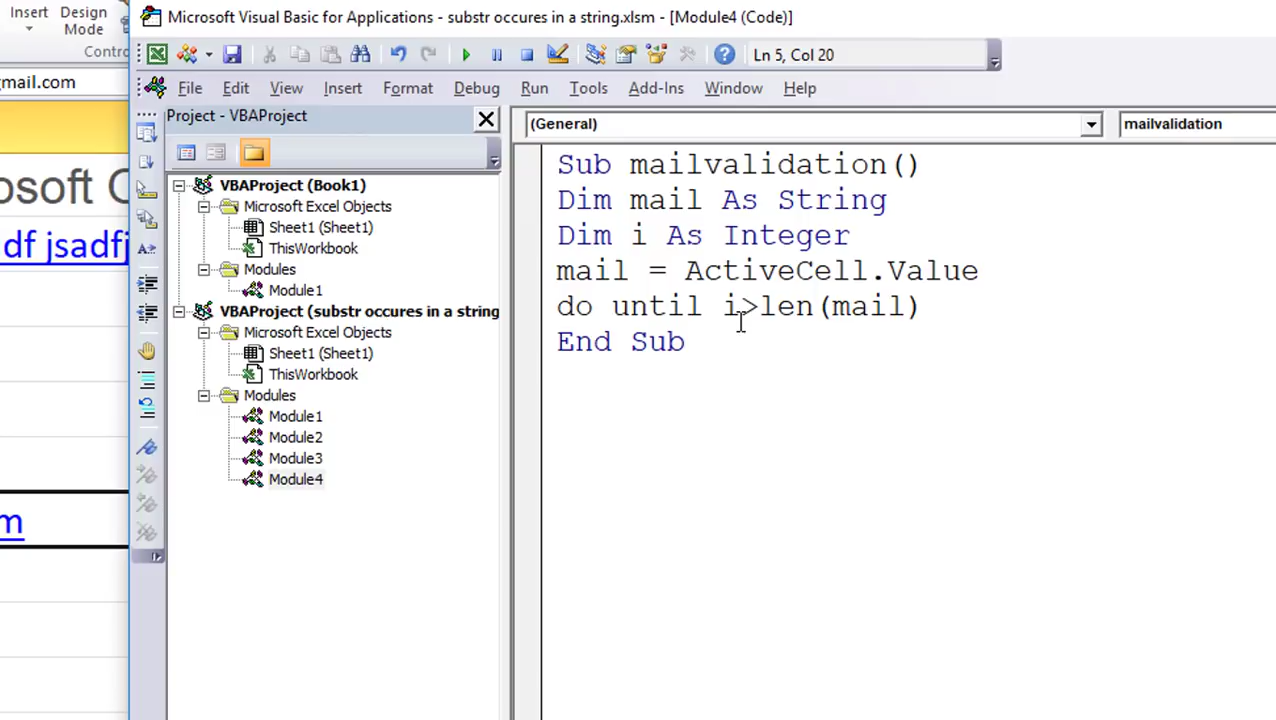 Microsoft Visual Basic for Applications - substr occures in a string.xlsm - [Module4 (Code)]
Insert
Design
Mode
Ln 5, Col 20
gmail.com
File Edit View Insert Format Debug Run Tools Add-Ins Window Help
Project - VBAProject
(General)
mailvalidation
VBAProject (Book1)
Microsoft Excel Objects
Sheet1 (Sheet1)
ThisWorkbook
Modules
Module1
VBAProject (substr occures in a string
Microsoft Excel Objects
Sheet1 (Sheet1)
ThisWorkbook
Modules
Module1
Module2
Module3
Module4
Sub mailvalidation()
Dim mail As String
Dim i As Integer
mail = ActiveCell.Value
do until i>len(mail)
End Sub
osoft
df jsadfj
m